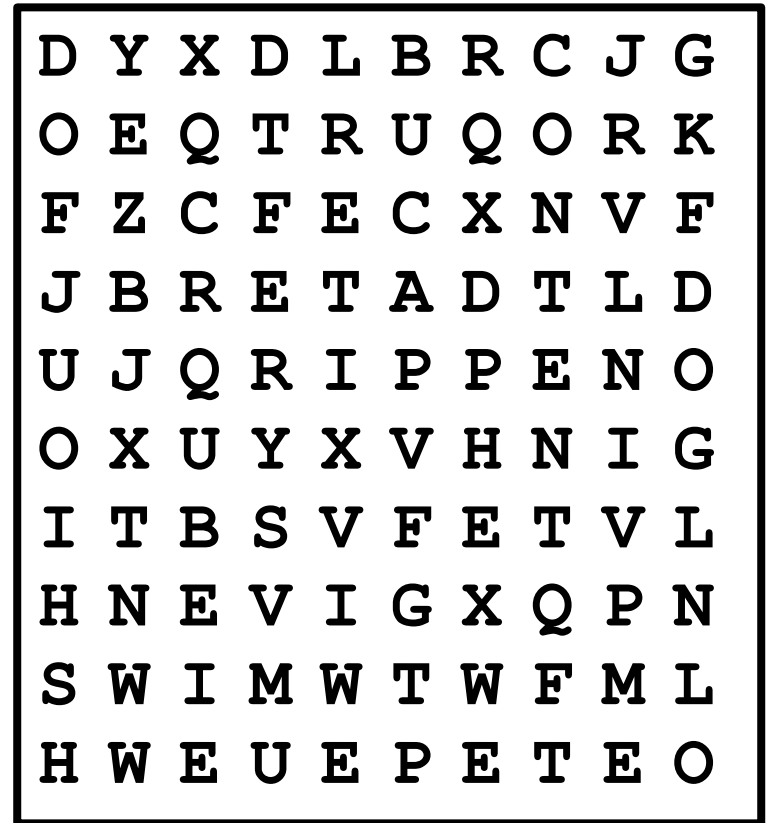 D Y X D L B R C J G
O E Q T R U Q O R K
F Z C F E C X N V F
J B R E T A D T L D
U J Q R I P P E N O
O X U Y X V H N I G
I T B S V F E T V L
H N E V I G X Q P N
S W I M W T W F M L
H W E U E P E T E O